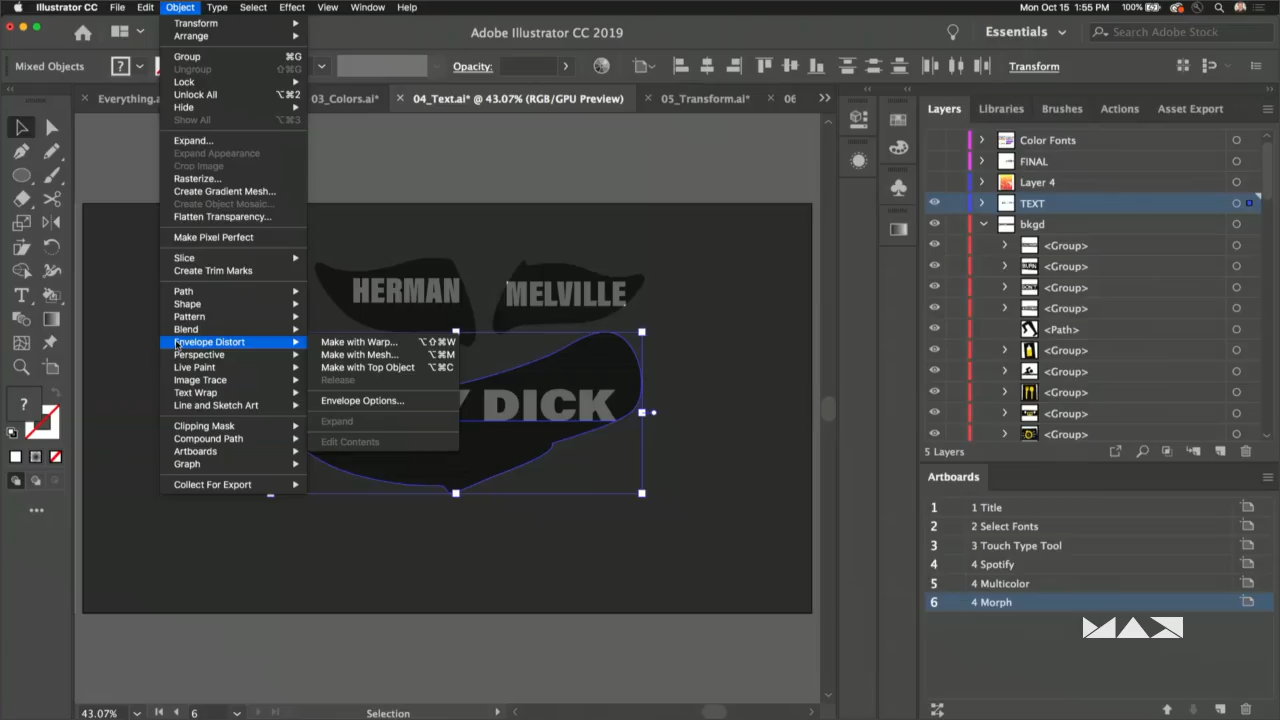 Illustrator CC File Edit Object Type Select Effect View Window Help
Mon Oct 15 1:55 PM 100%
Adobe Illustrator CC 2019
Essentials
Search Adobe Stock
Mixed Objects
?
Opacity:
Transform
Everything.a
03_Colors.ai*
04_Text.ai* @ 43.07% (RGB/GPU Preview)
05_Transform.ai*
06
Transform
Arrange
Group ⌘G
Ungroup ⇧⌘G
Lock
Unlock All ⌥⌘2
Hide
Show All ⌥⌘3
Expand...
Expand Appearance
Crop Image
Rasterize...
Create Gradient Mesh...
Create Object Mosaic...
Flatten Transparency...
Make Pixel Perfect
Slice
Create Trim Marks
Path
Shape
Pattern
Blend
Envelope Distort
Perspective
Live Paint
Image Trace
Text Wrap
Line and Sketch Art
Clipping Mask
Compound Path
Artboards
Graph
Collect For Export
Make with Warp... ⌥⇧⌘W
Make with Mesh... ⌥⌘M
Make with Top Object ⌥⌘C
Release
Envelope Options...
Expand
Edit Contents
HERMAN MELVILLE
Y DICK
?
Layers Libraries Brushes Actions Asset Export
Color Fonts
FINAL
Layer 4
TEXT
bkgd
<Group>
<Group>
<Group>
<Group>
<Path>
<Group>
<Group>
<Group>
<Group>
<Group>
5 Layers
Artboards
1 1 Title
2 2 Select Fonts
3 3 Touch Type Tool
4 4 Spotify
5 4 Multicolor
6 4 Morph
MAX
43.07% 6 Selection